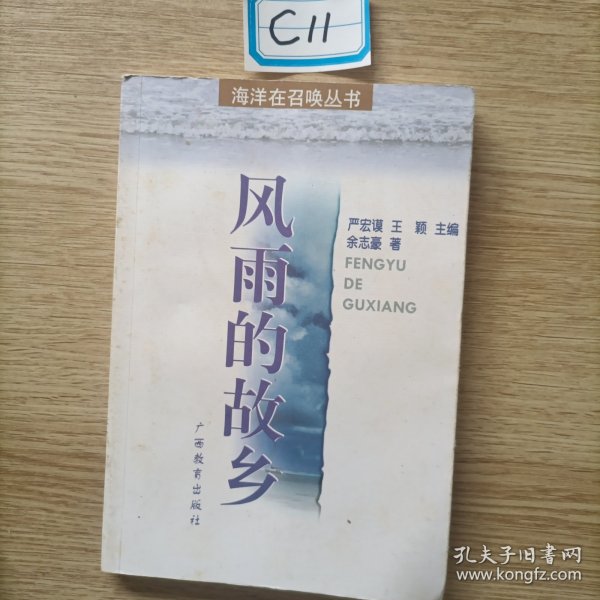 C11
海洋在召唤丛书
风雨的故乡
严宏谟 王 颖 主编
余志豪 著
FENGYU
DE
GUXIANG
广西教育出版社
孔夫子旧书网
www.kongfz.com